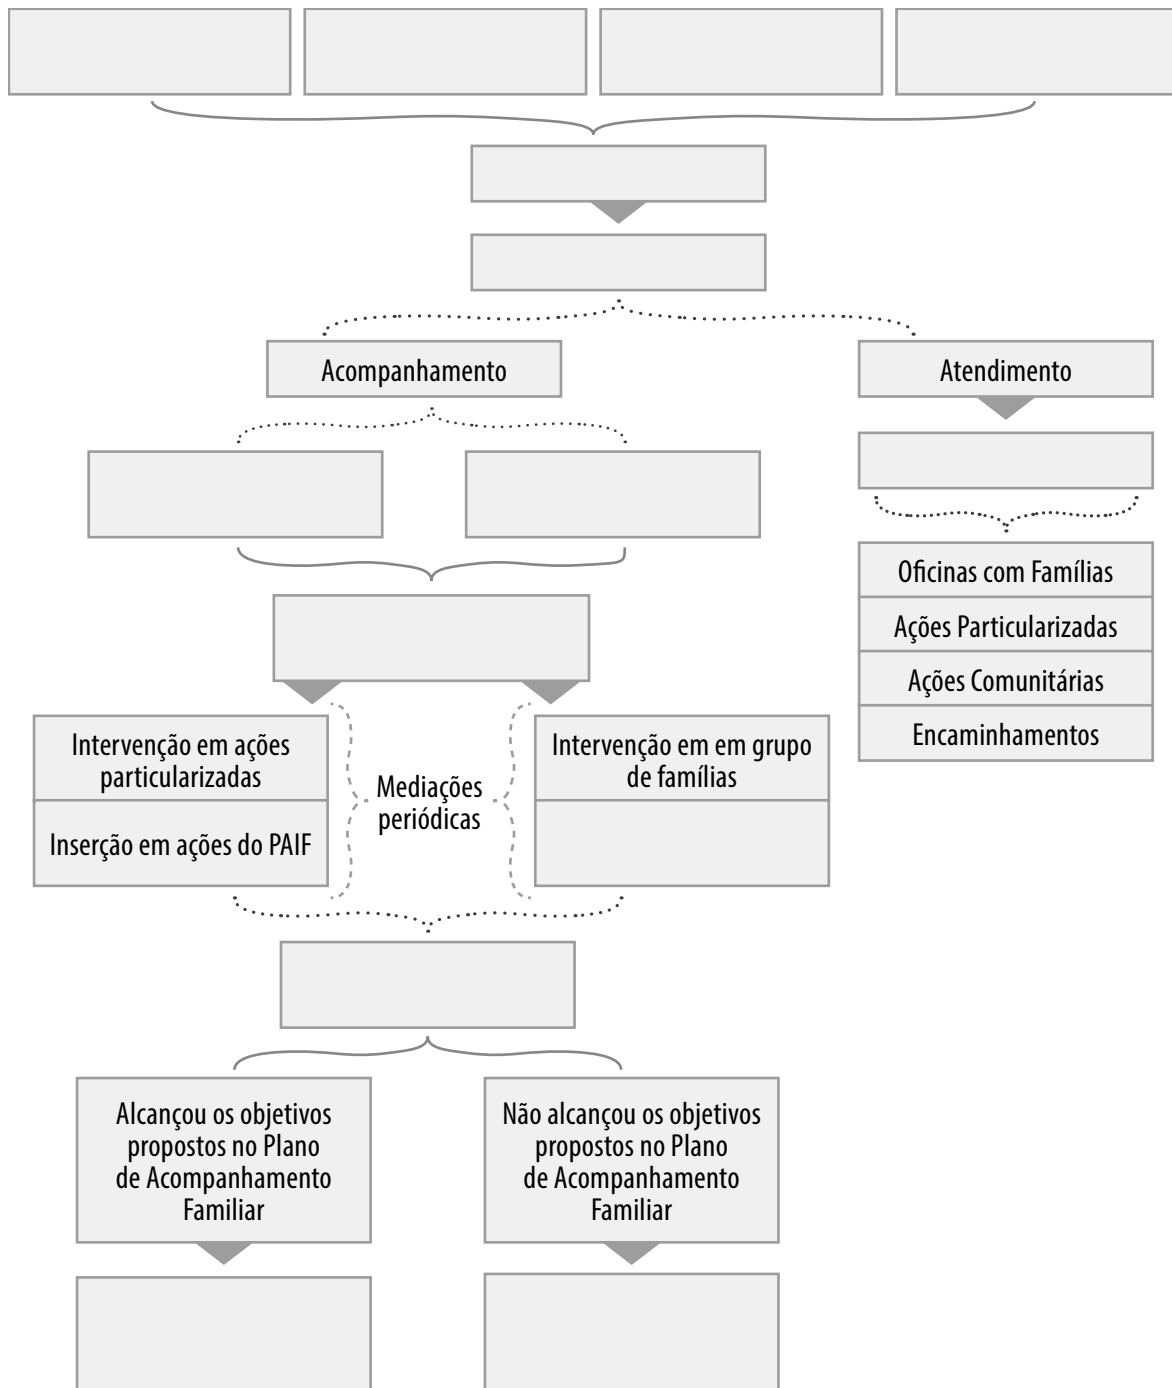 Acompanhamento
Atendimento
Oficinas com Famílias
Ações Particularizadas
Ações Comunitárias
Encaminhamentos
Intervenção em ações
particularizadas
Inserção em ações do PAIF
Mediações
periódicas
Intervenção em em grupo
de famílias
Alcançou os objetivos
propostos no Plano
de Acompanhamento
Familiar
Não alcançou os objetivos
propostos no Plano
de Acompanhamento
Familiar